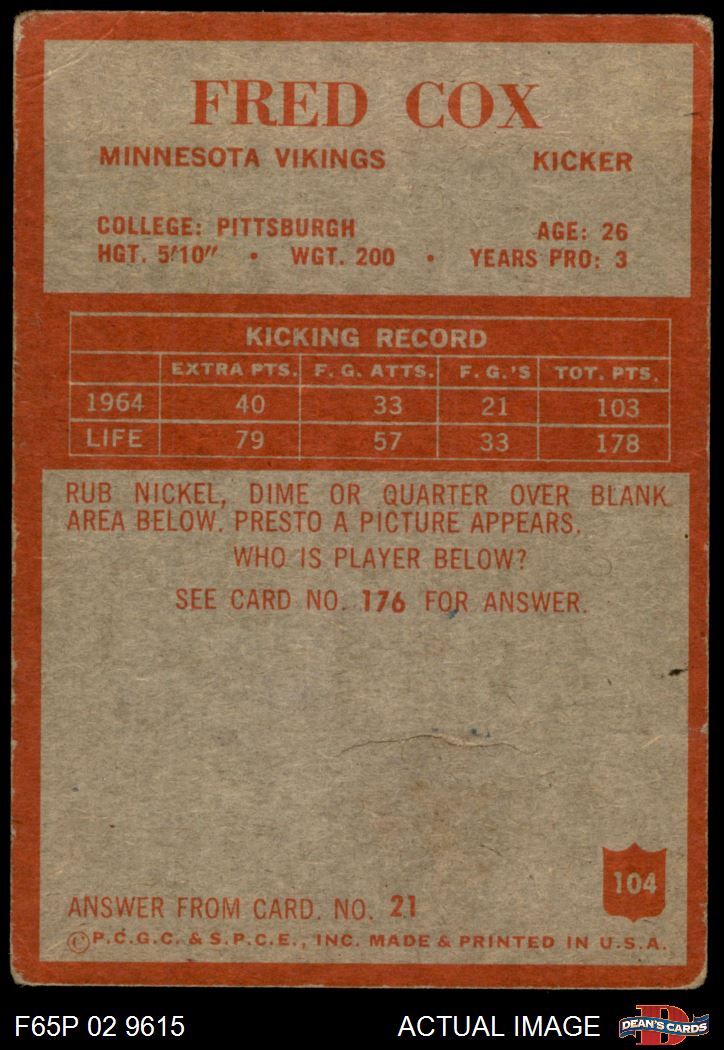 FRED COX
MINNESOTA VIKINGS KICKER
COLLEGE: PITTSBURGH AGE: 26
HGT. 5'10" • WGT. 200 • YEARS PRO: 3
KICKING RECORD
EXTRA PTS. F. G. ATTS. F. G.'S TOT. PTS.
1964 40 33 21 103
LIFE 79 57 33 178
RUB NICKEL, DIME OR QUARTER OVER BLANK
AREA BELOW. PRESTO A PICTURE APPEARS.
WHO IS PLAYER BELOW?
SEE CARD NO. 176 FOR ANSWER.
104
ANSWER FROM CARD. NO. 21
©P.C.G.C. & S.P.C.E., INC. MADE & PRINTED IN U.S.A.
F65P 02 9615 ACTUAL IMAGE D DEAN'S CARDS